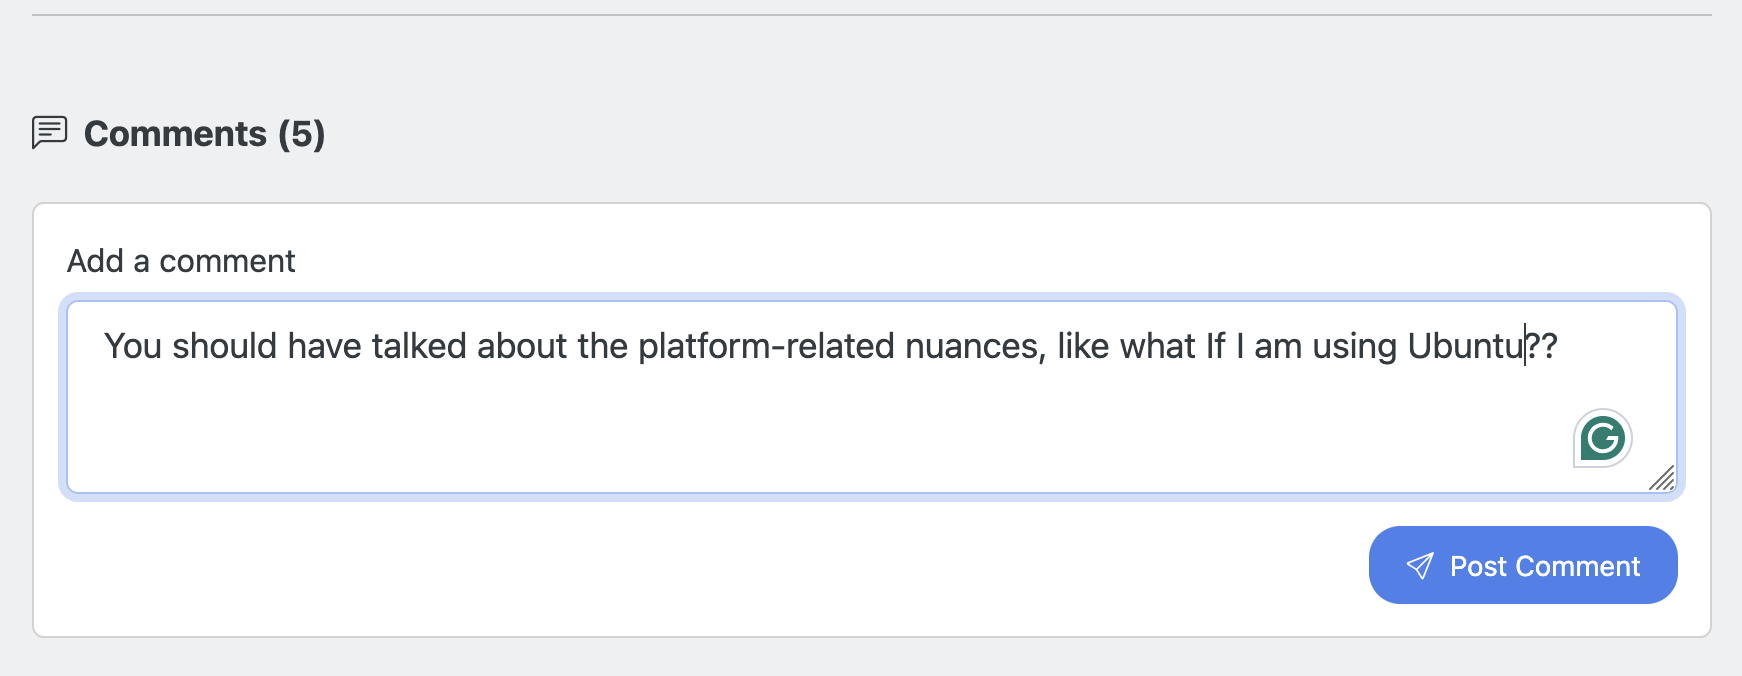 Comments (5)
Add a comment
You should have talked about the platform-related nuances, like what If I am using Ubuntu??
Post Comment